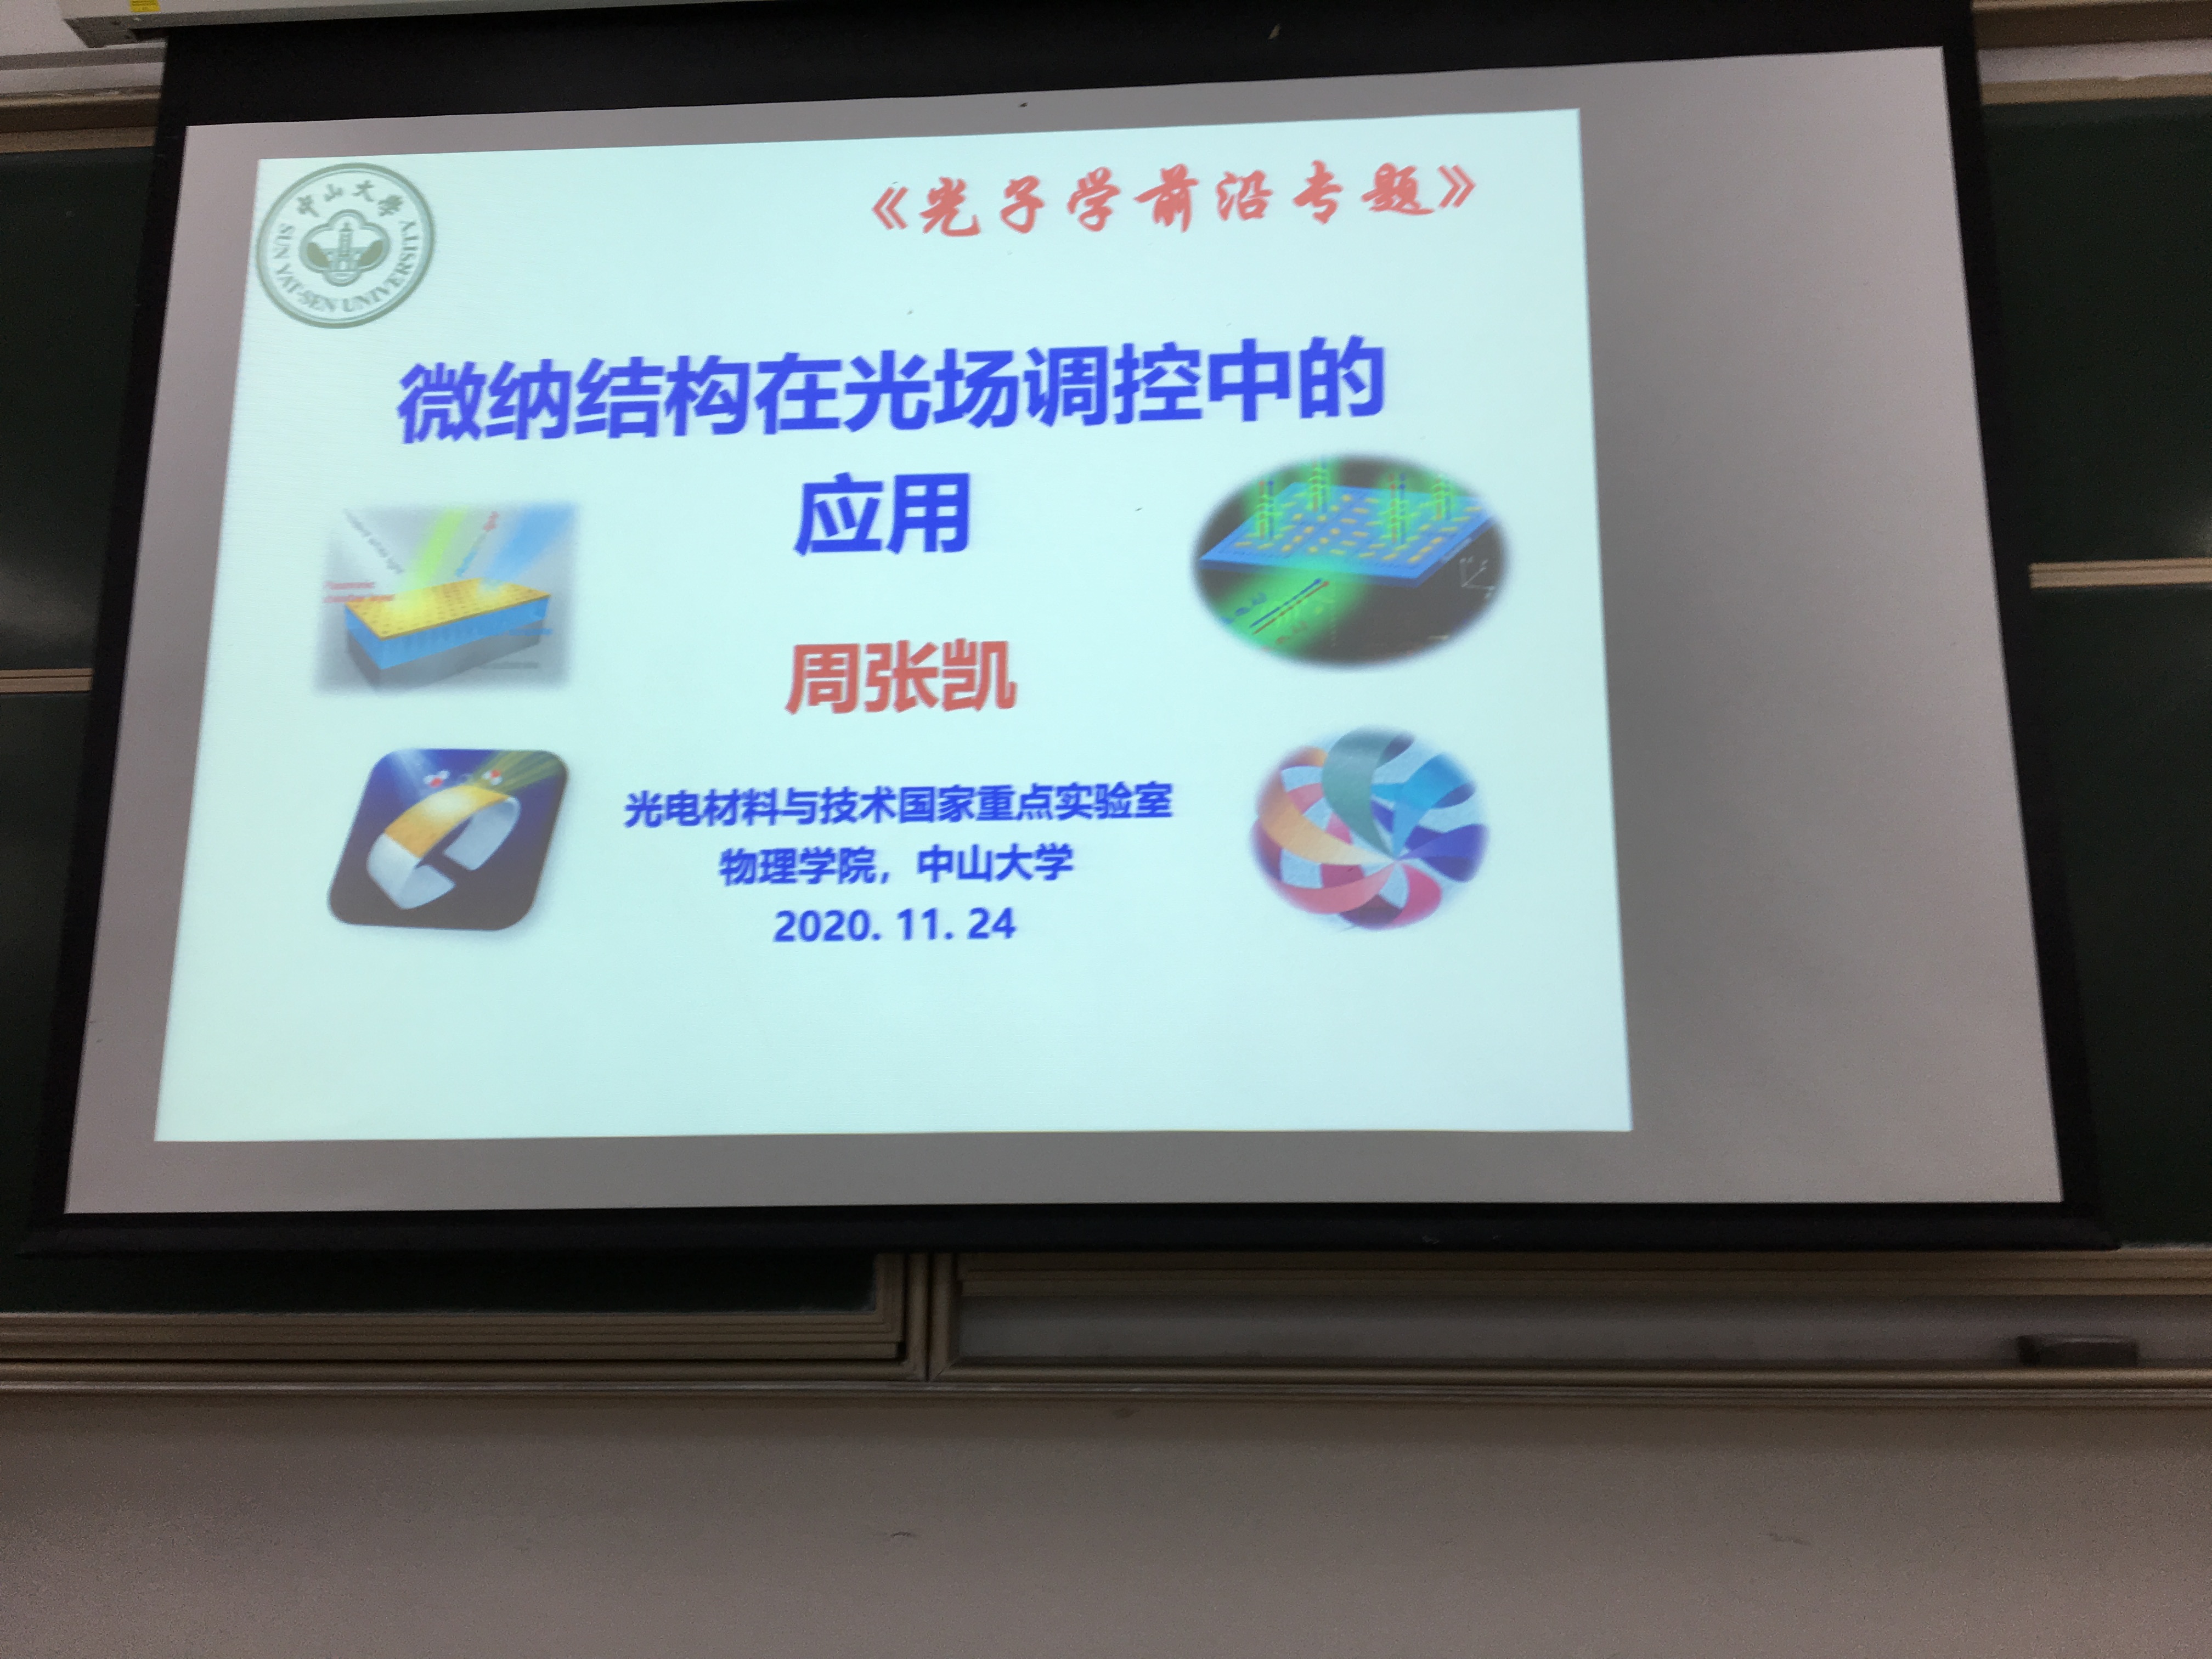 中山大学
SUN YAT-SEN UNIVERSITY
《光子学前沿专题》
微纳结构在光场调控中的
应用
周张凯
光电材料与技术国家重点实验室
物理学院，中山大学
2020. 11. 24